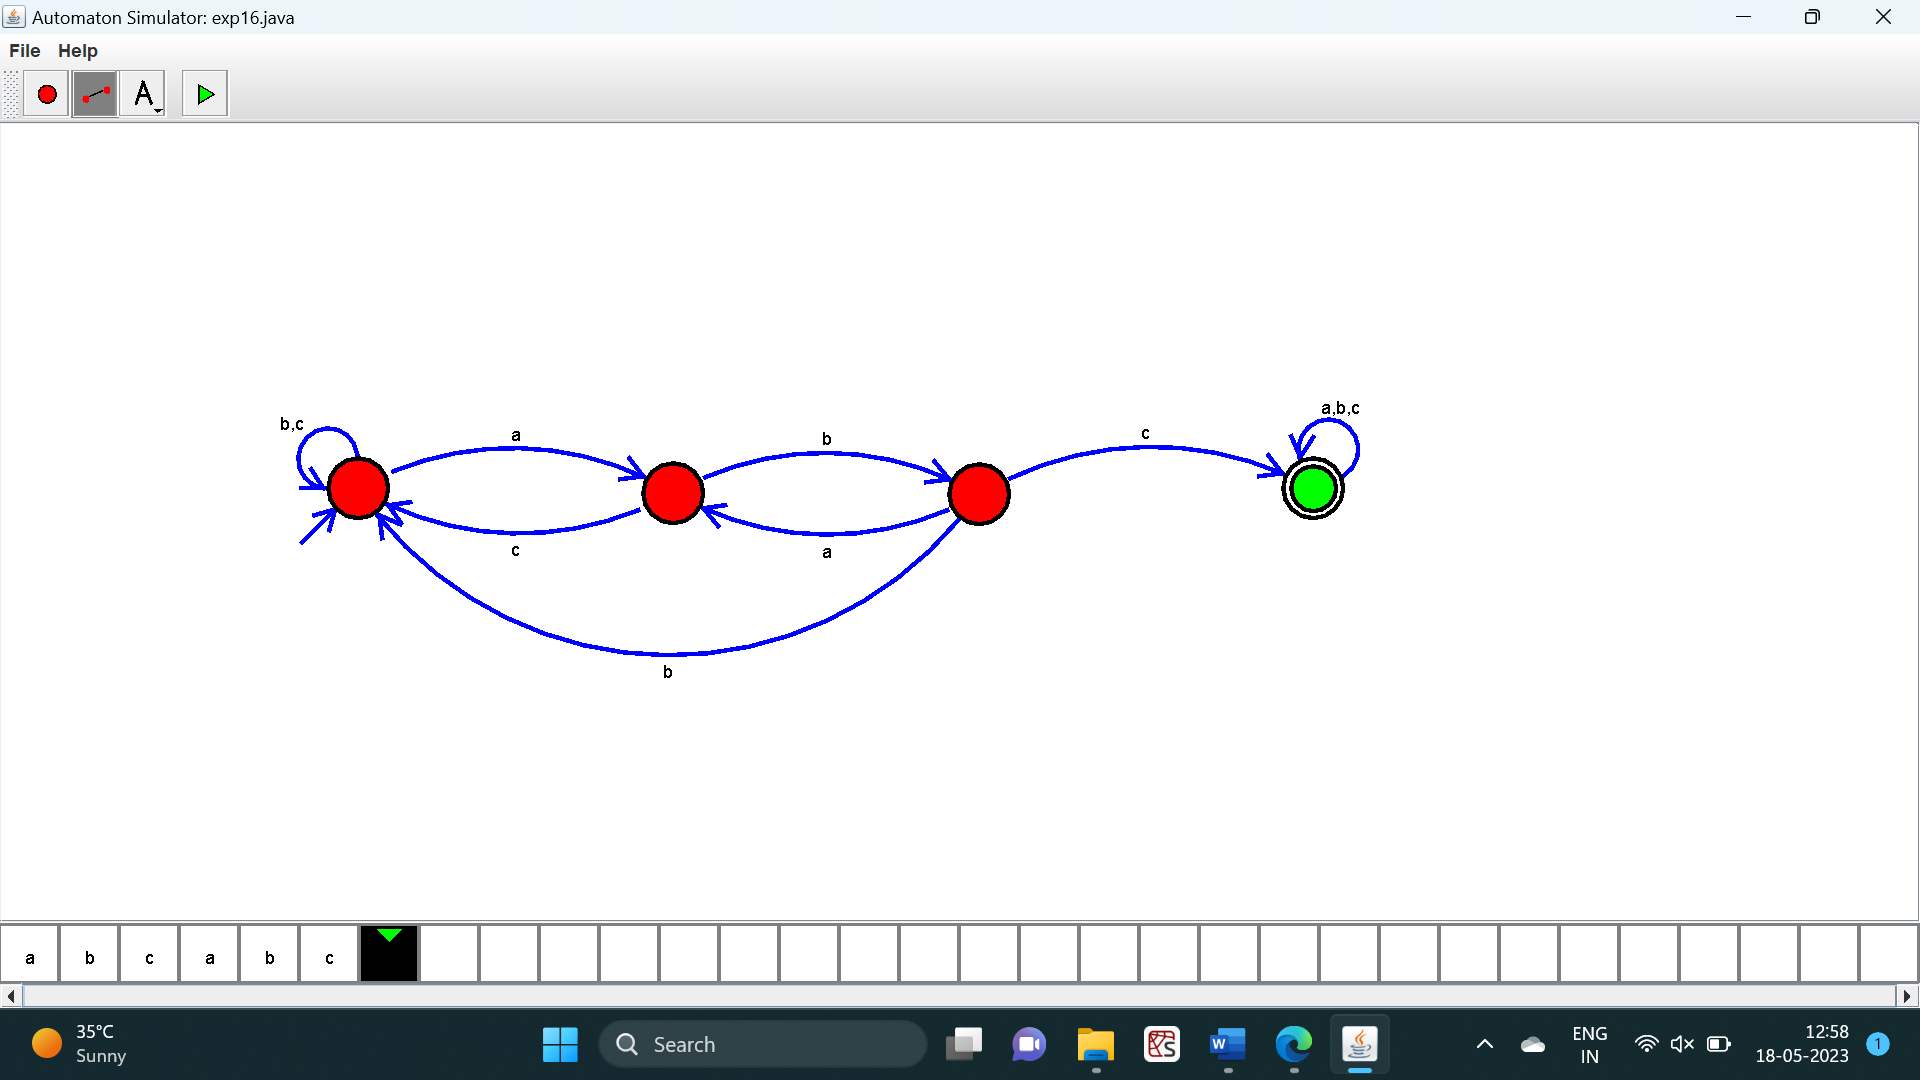 Automaton Simulator: exp16.java
File Help
A
b,c
a
b
c
a,b,c
c
a
b
a b c a b c
35°C
Sunny
Search
W
ENG
IN
12:58
18-05-2023
1